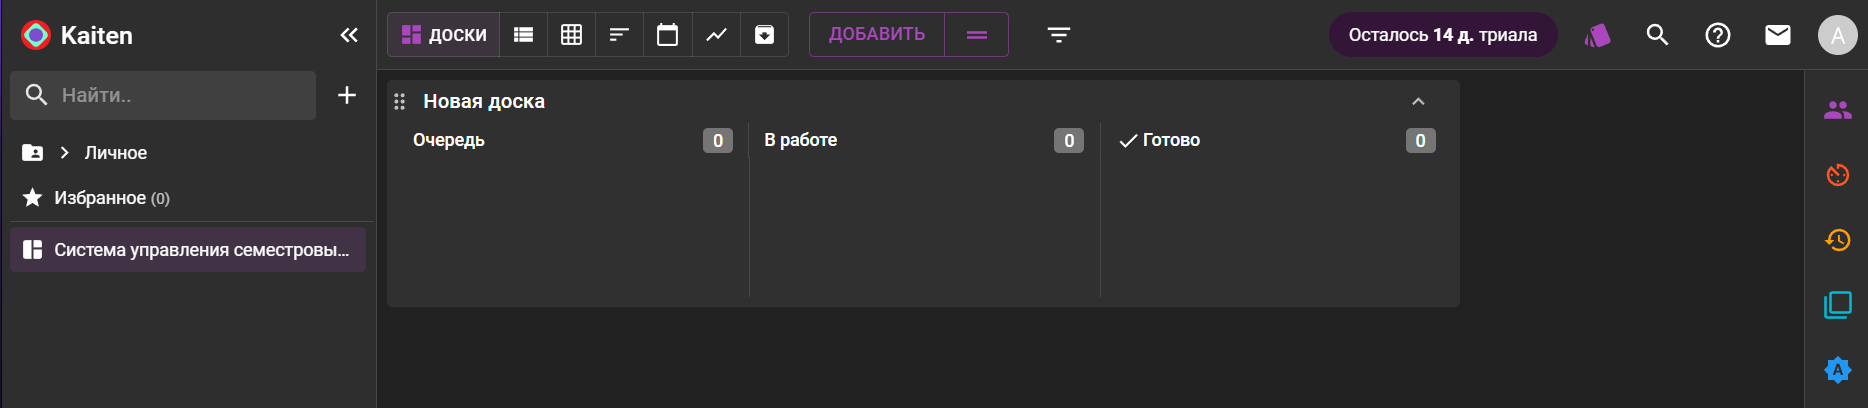 Kaiten
Найти..
Личное
Избранное (0)
Система управления семестровы...
ДОСКИ
ДОБАВИТЬ
Осталось 14 д. триала
A
Новая доска
Очередь 0
В работе 0
Готово 0
A